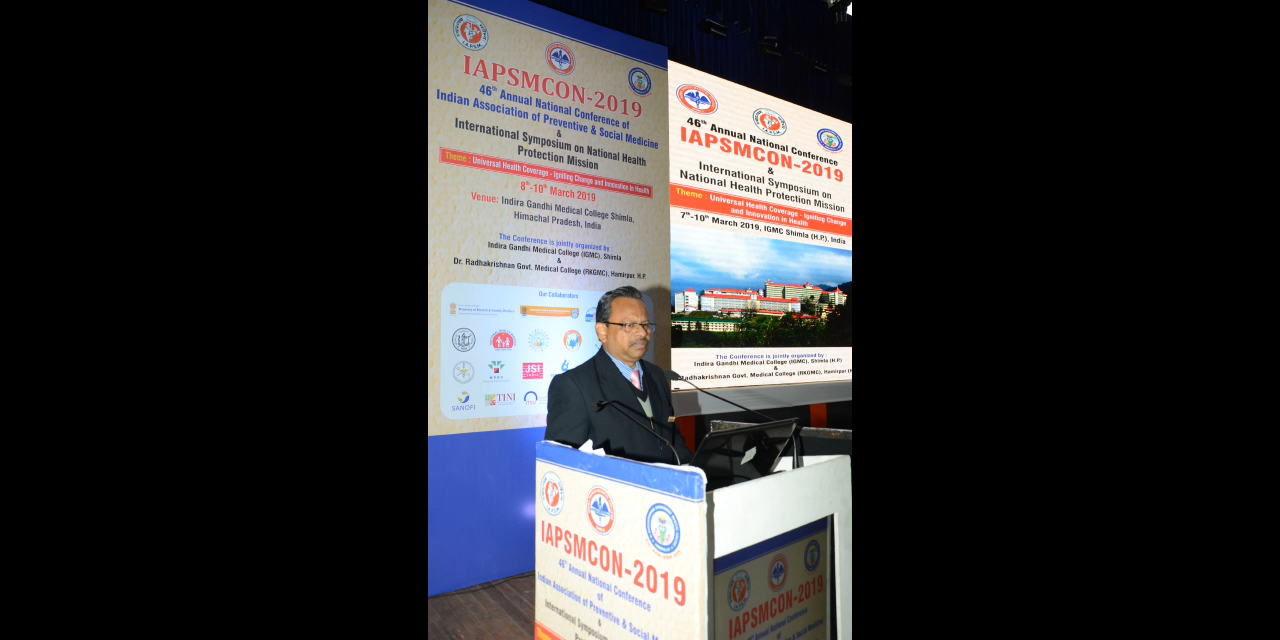 IAPSMCON-2019
46th Annual National Conference of
Indian Association of Preventive & Social Medicine
&
International Symposium on National Health
Protection Mission
Theme : Universal Health Coverage - Igniting Change and Innovation in Health
8th-10th March 2019
Venue: Indira Gandhi Medical College Shimla,
Himachal Pradesh, India
The Conference is jointly organized by :
Indira Gandhi Medical College (IGMC), Shimla
&
Dr. Radhakrishnan Govt. Medical College (RKGMC), Hamirpur, H.P.
Our Collaborators
JSI
SANOFI
TINI
46th Annual National Conference
IAPSMCON-2019
&
International Symposium on
National Health Protection Mission
Theme : Universal Health Coverage - Igniting Change
and Innovation in Health
7th-10th March 2019, IGMC Shimla (H.P.), India
The Conference is jointly organized by :
Indira Gandhi Medical College (IGMC), Shimla (H.P.)
&
Radhakrishnan Govt. Medical College (RKGMC), Hamirpur
IAPSMCON-2019
46th Annual National Conference
of
Indian Association of Preventive & Social M
&
International Symposium
IAPSMCON-2019
46th Annual National Conference
of